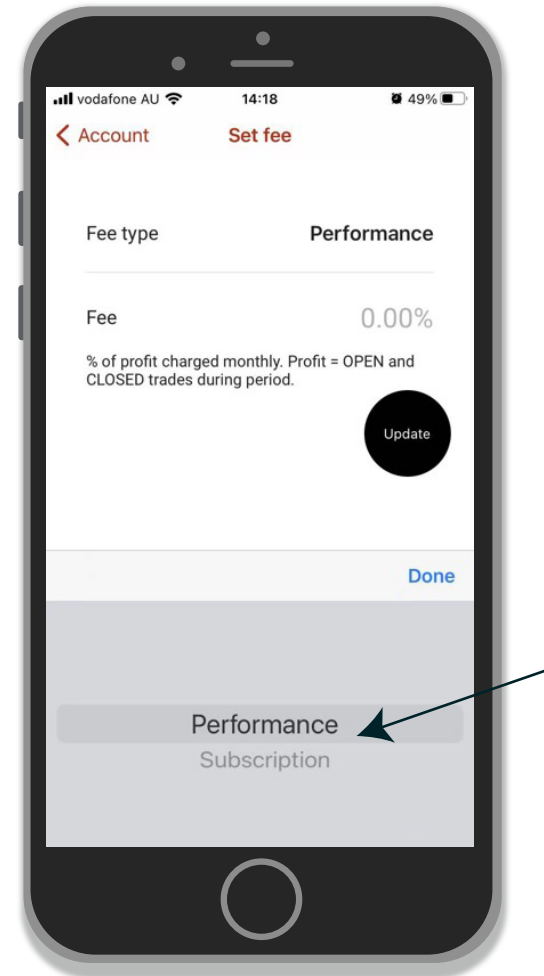 vodafone AU 14:18 49%
Account Set fee
Fee type Performance
Fee 0.00%
% of profit charged monthly. Profit = OPEN and
CLOSED trades during period.
Update
Done
Performance
Subscription